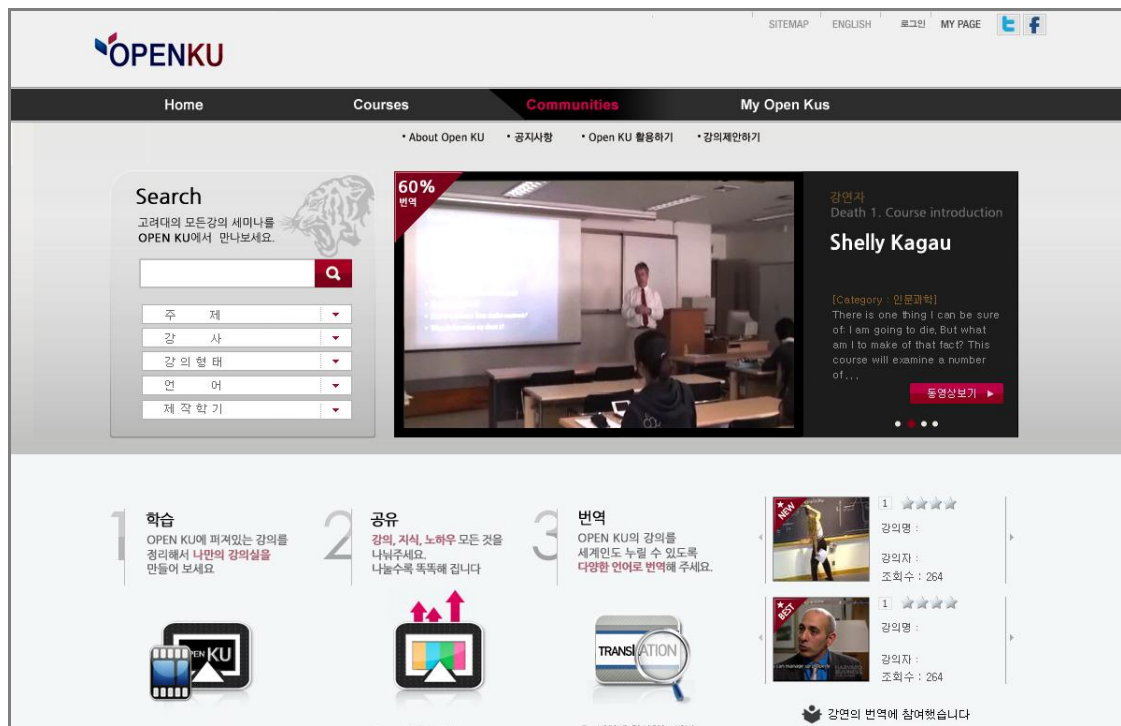 SITEMAP
ENGLISH
로그인
MY PAGE
OPENKU
Home
Courses
Communities
My Open Kus
• About Open KU
• 공지사항
• Open KU 활용하기
• 강의제안하기
Search
고려대의 모든강의 세미나를
OPEN KU에서 만나보세요.
주 제
강 사
강 의 형 태
언 어
제 작 학 기
60%
번역
강연자
Death 1. Course introduction
Shelly Kagau
[Category : 인문과학]
There is one thing I can be sure
of: I am going to die, But what
am I to make of that fact? This
course will examine a number
of...
동영상보기
1
학습
OPEN KU에 퍼져있는 강의를
정리해서 나만의 강의실을
만들어 보세요
OPEN KU
2
공유
강의, 지식, 노하우 모든 것을
나눠주세요.
나눌수록 똑똑해 집니다
3
번역
OPEN KU의 강의를
세계인도 누릴 수 있도록
다양한 언어로 번역해 주세요.
TRANSLATION
NEW
1
강의명 :
강의자 :
조회수 : 264
BEST
1
강의명 :
강의자 :
조회수 : 264
강연의 번역에 참여했습니다